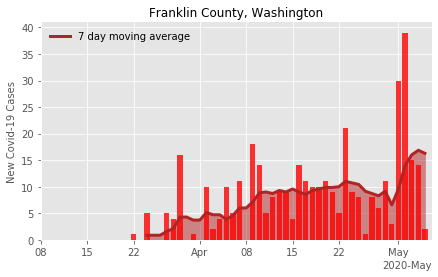 Franklin County, Washington
7 day moving average
New Covid-19 Cases
40
35
30
25
20
15
10
5
0
08 15 22 Apr 08 15 22 May
2020-May